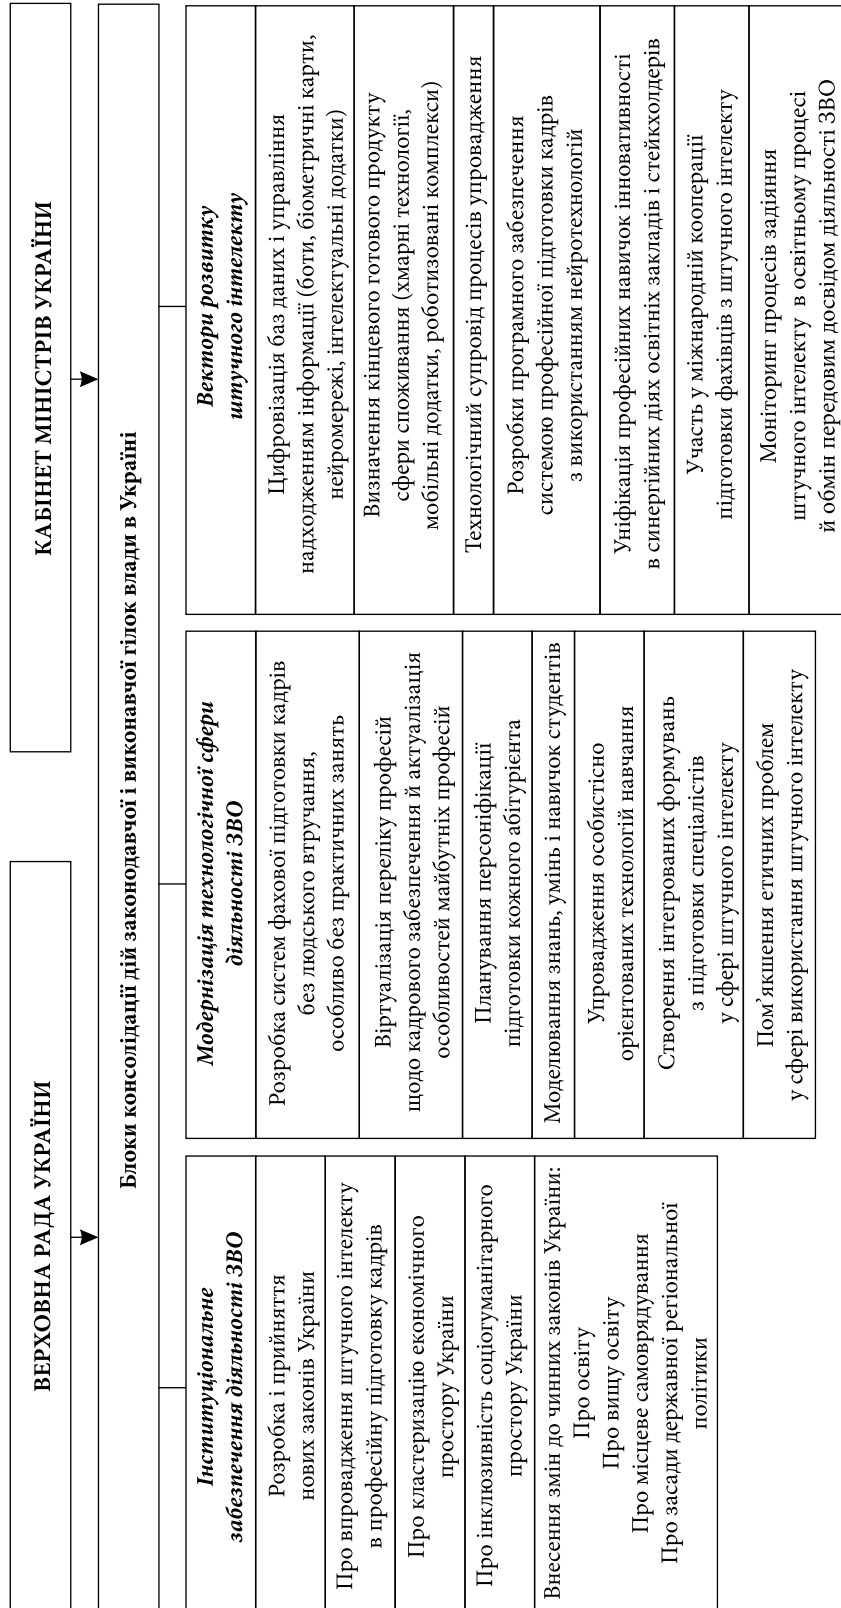 ВЕРХОВНА РАДА УКРАЇНИ
КАБІНЕТ МІНІСТРІВ УКРАЇНИ
Блоки консолідації дій законодавчої і виконавчої гілок влади в Україні
Інституціональне
забезпечення діяльності ЗВО
Розробка і прийняття
нових законів України
Про впровадження штучного інтелекту
в професійну підготовку кадрів
Про кластеризацію економічного
простору України
Про інклюзивність соціогуманітарного
простору України
Внесення змін до чинних законів України:
Про освіту
Про вищу освіту
Про місцеве самоврядування
Про засади державної регіональної
політики
Модернізація технологічної сфери
діяльності ЗВО
Розробка систем фахової підготовки кадрів
без людського втручання,
особливо без практичних занять
Віртуалізація переліку професій
щодо кадрового забезпечення й актуалізація
особливостей майбутніх професій
Планування персоніфікації
підготовки кожного абітурієнта
Моделювання знань, умінь і навичок студентів
Упровадження особистісно
орієнтованих технологій навчання
Створення інтегрованих формувань
з підготовки спеціалістів
у сфері штучного інтелекту
Пом’якшення етичних проблем
у сфері використання штучного інтелекту
Вектори розвитку
штучного інтелекту
Цифровізація баз даних і управління
надходженням інформації (боти, біометричні карти,
нейромережі, інтелектуальні додатки)
Визначення кінцевого готового продукту
сфери споживання (хмарні технології,
мобільні додатки, роботизовані комплекси)
Технологічний супровід процесів упровадження
Розробки програмного забезпечення
системою професійної підготовки кадрів
з використанням нейротехнологій
Уніфікація професійних навичок інновативності
в синергійних діях освітніх закладів і стейкхолдерів
Участь у міжнародній кооперації
підготовки фахівців з штучного інтелекту
Моніторинг процесів задіяння
штучного інтелекту в освітньому процесі
й обмін передовим досвідом діяльності ЗВО